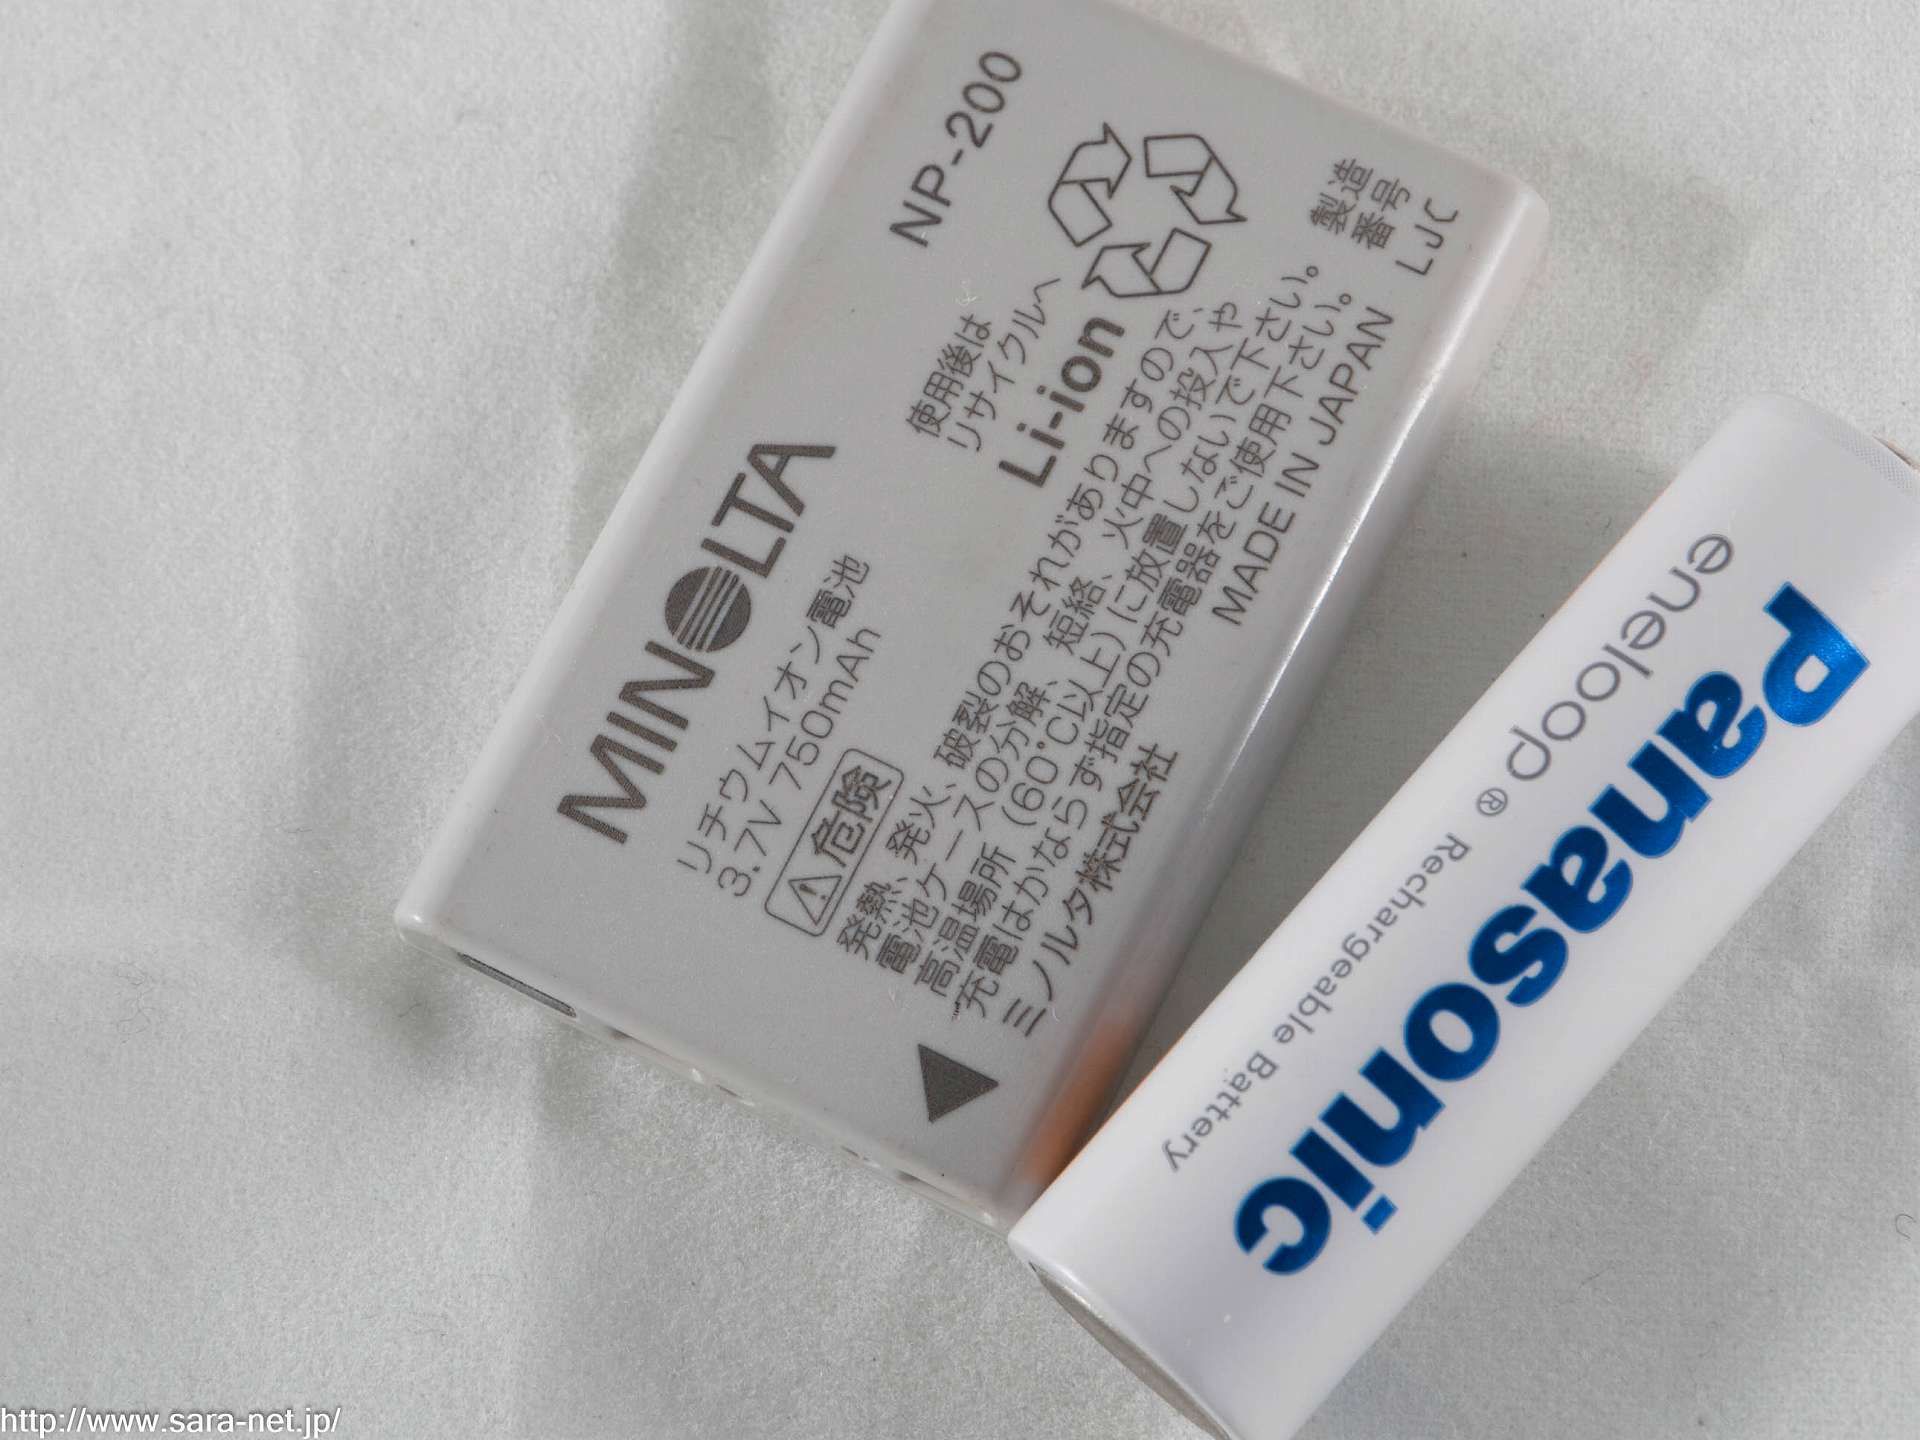 MINOLTA
NP-200
リチウムイオン電池
3.7V 750mAh
使用後は
リサイクルへ
Li-ion
危険
発熱、発火、破裂のおそれがありますので、
電池ケースの分解、短絡、火中への投入や
高温場所(60°C以上)に放置しないで下さい。
充電はかならず指定の充電器をご使用下さい。
ミノルタ株式会社
MADE IN JAPAN
製造
番号
LJC
Panasonic
eneloop® Rechargeable Battery
http://www.sara-net.jp/